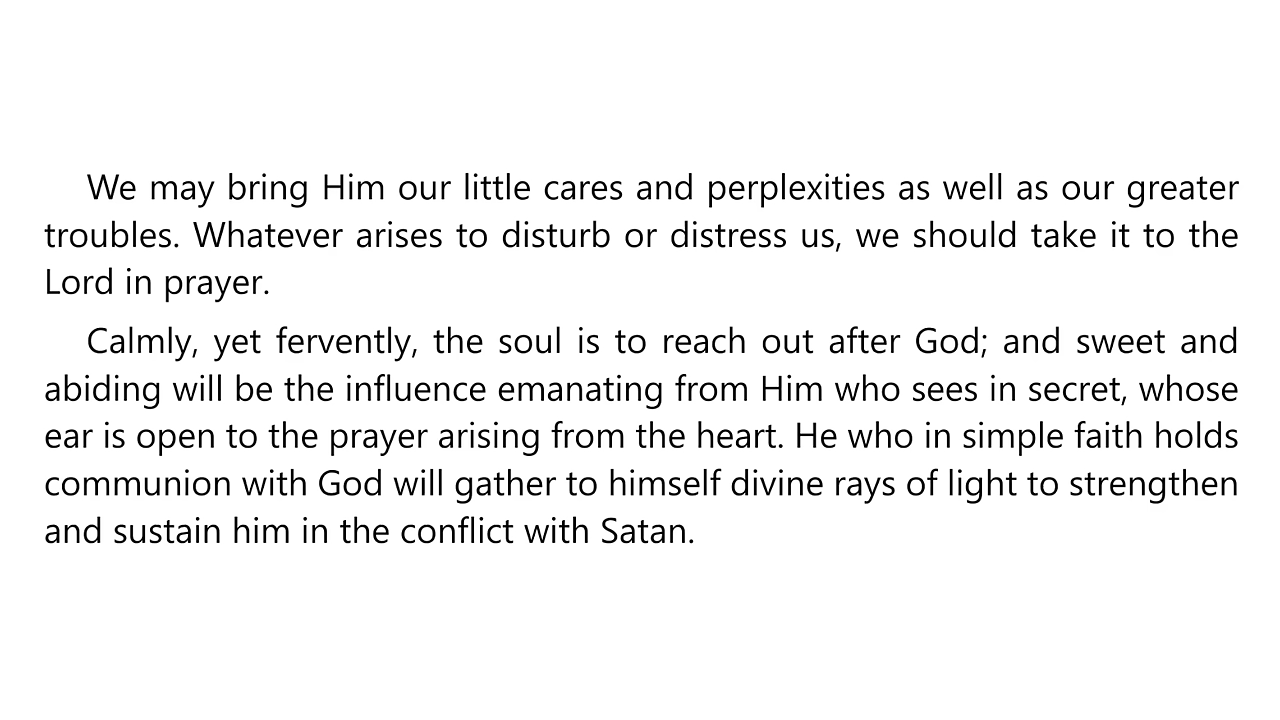 We may bring Him our little cares and perplexities as well as our greater
troubles. Whatever arises to disturb or distress us, we should take it to the
Lord in prayer.
Calmly, yet fervently, the soul is to reach out after God; and sweet and
abiding will be the influence emanating from Him who sees in secret, whose
ear is open to the prayer arising from the heart. He who in simple faith holds
communion with God will gather to himself divine rays of light to strengthen
and sustain him in the conflict with Satan.